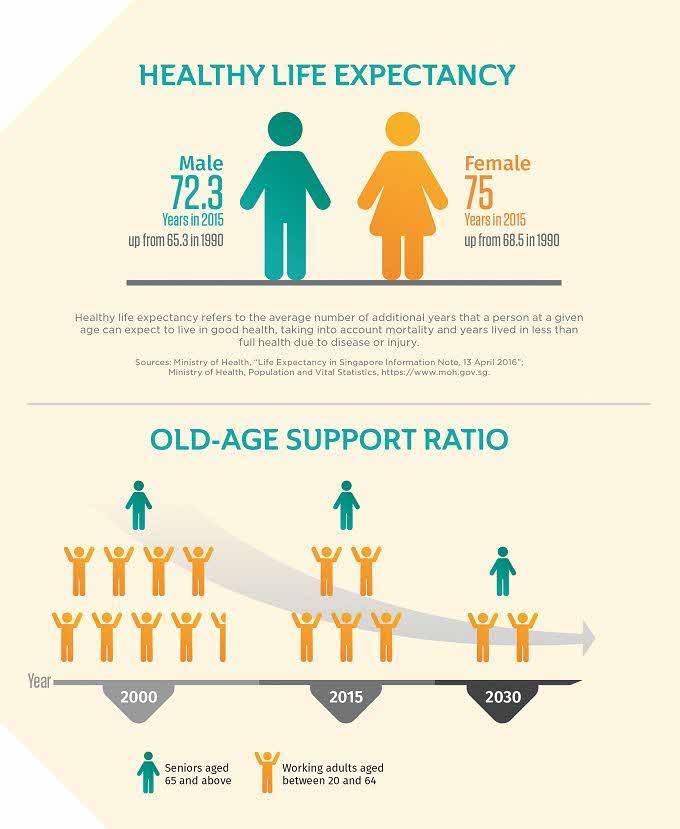 HEALTHY LIFE EXPECTANCY
Male
72.3
Years in 2015
up from 65.3 in 1990
Female
75
Years in 2015
up from 68.5 in 1990
Healthy life expectancy refers to the average number of additional years that a person at a given
age can expect to live in good health, taking into account mortality and years lived in less than
full health due to disease or injury.
Sources: Ministry of Health, “Life Expectancy in Singapore Information Note, 13 April 2016”;
Ministry of Health, Population and Vital Statistics, https://www.moh.gov.sg.
OLD-AGE SUPPORT RATIO
Year
2000
2015
2030
Seniors aged
65 and above
Working adults aged
between 20 and 64